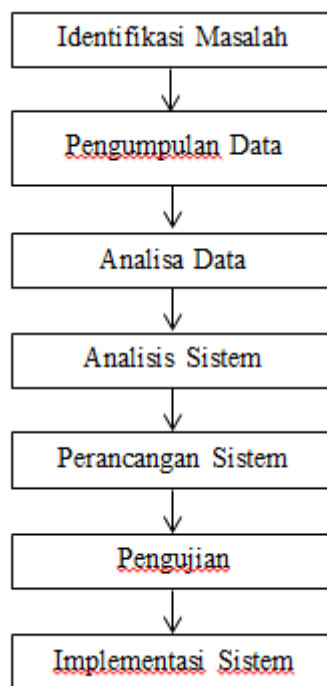 Identifikasi Masalah
Pengumpulan Data
Analisa Data
Analisis Sistem
Perancangan Sistem
Pengujian
Implementasi Sistem